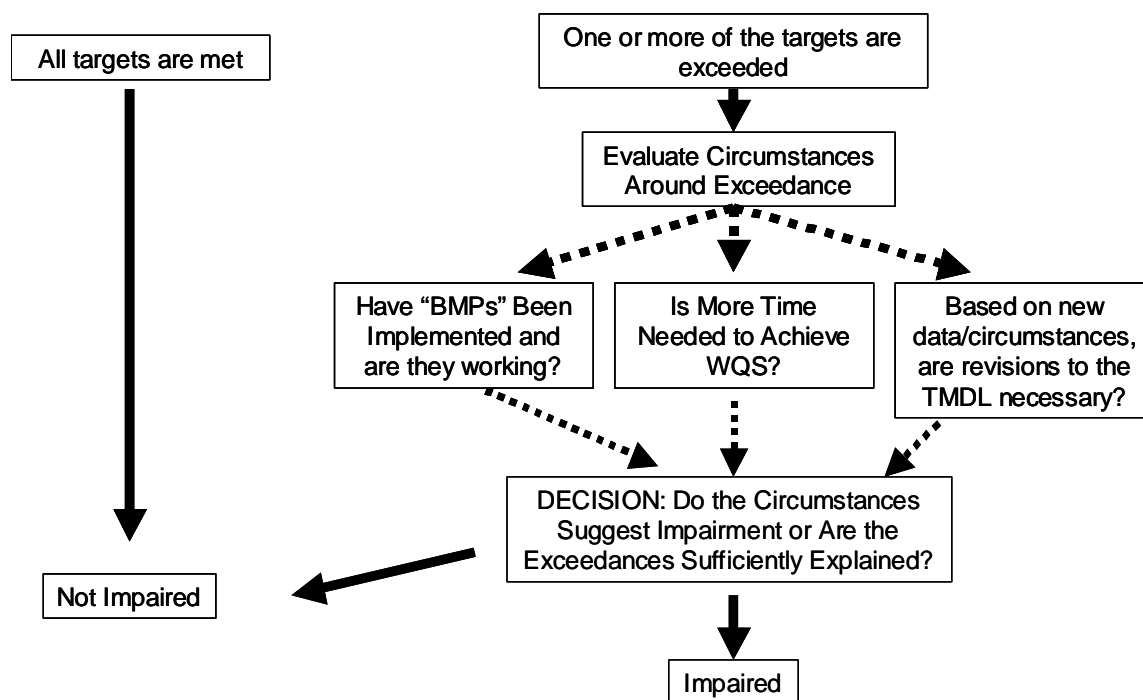 All targets are met
One or more of the targets are
exceeded
Evaluate Circumstances
Around Exceedance
Have “BMPs” Been
Implemented and
are they working?
Is More Time
Needed to Achieve
WQS?
Based on new
data/circumstances,
are revisions to the
TMDL necessary?
DECISION: Do the Circumstances
Suggest Impairment or Are the
Exceedances Sufficiently Explained?
Not Impaired
Impaired